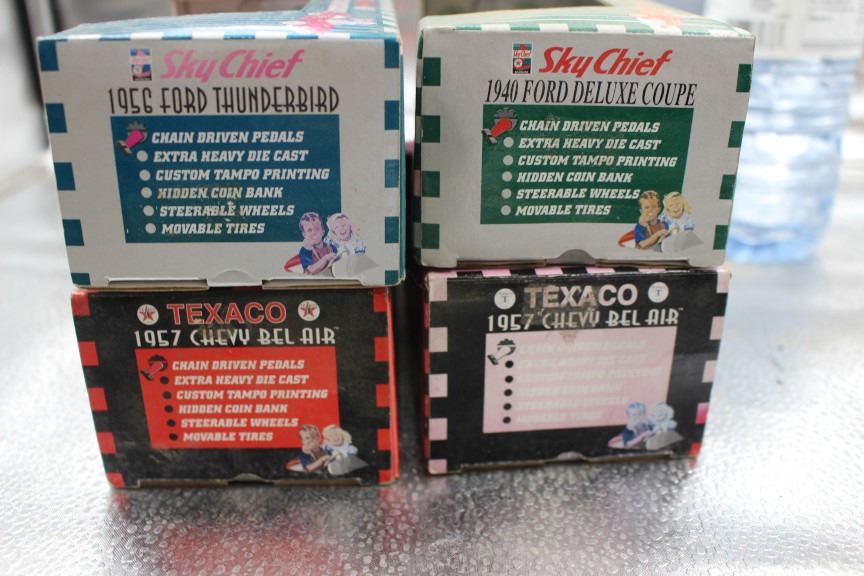 Sky Chief
1956 FORD THUNDERBIRD
CHAIN DRIVEN PEDALS
EXTRA HEAVY DIE CAST
CUSTOM TAMPO PRINTING
HIDDEN COIN BANK
STEERABLE WHEELS
MOVABLE TIRES
Sky Chief
1940 FORD DELUXE COUPE
CHAIN DRIVEN PEDALS
EXTRA HEAVY DIE CAST
CUSTOM TAMPO PRINTING
HIDDEN COIN BANK
STEERABLE WHEELS
MOVABLE TIRES
TEXACO
1957 CHEVY BEL AIR™
CHAIN DRIVEN PEDALS
EXTRA HEAVY DIE CAST
CUSTOM TAMPO PRINTING
HIDDEN COIN BANK
STEERABLE WHEELS
MOVABLE TIRES
TEXACO
1957 CHEVY BEL AIR™